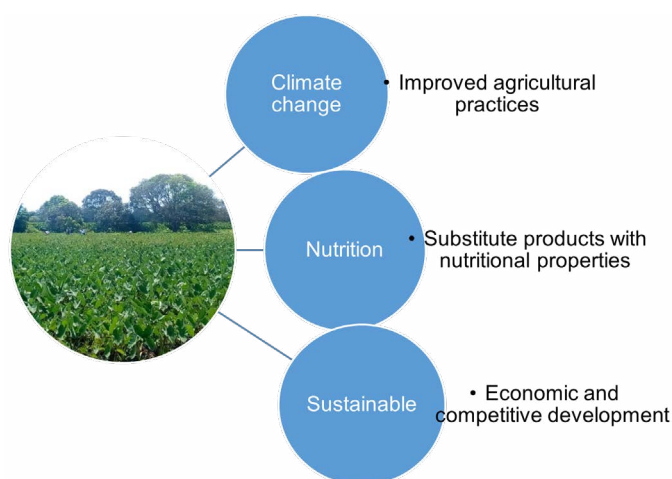 Climate
change
• Improved agricultural
practices
Nutrition
• Substitute products with
nutritional properties
Sustainable
• Economic and
competitive development